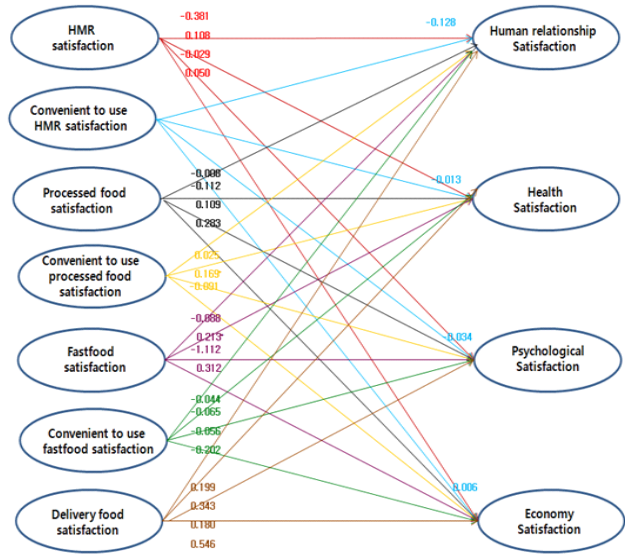 HMR
satisfaction
-0.381
0.108
-0.029
0.050
-0.128
Human relationship
Satisfaction
Convenient to use
HMR satisfaction
Processed food
satisfaction
-0.008
-0.112
0.109
0.283
-0.013
Health
Satisfaction
Convenient to use
processed food
satisfaction
0.025
0.169
-0.091
Fastfood
satisfaction
-0.088
0.213
-1.112
0.312
-0.034
Psychological
Satisfaction
Convenient to use
fastfood satisfaction
-0.044
-0.065
-0.056
-0.202
Delivery food
satisfaction
0.199
0.343
0.180
0.546
0.006
Economy
Satisfaction